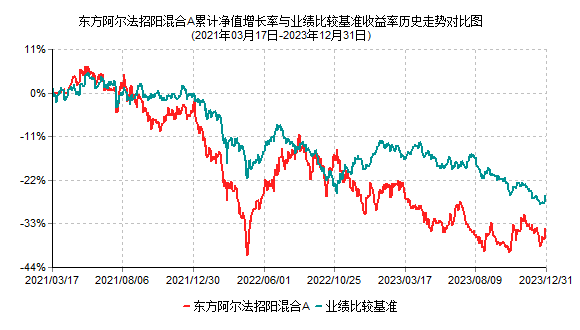 东方阿尔法招阳混合A累计净值增长率与业绩比较基准收益率历史走势对比图
(2021年03月17日-2023年12月31日)
11%
0%
-11%
-22%
-33%
-44%
2021/03/17 2021/08/06 2021/12/30 2022/06/01 2022/10/25 2023/03/17 2023/08/09 2023/12/31
东方阿尔法招阳混合A 业绩比较基准